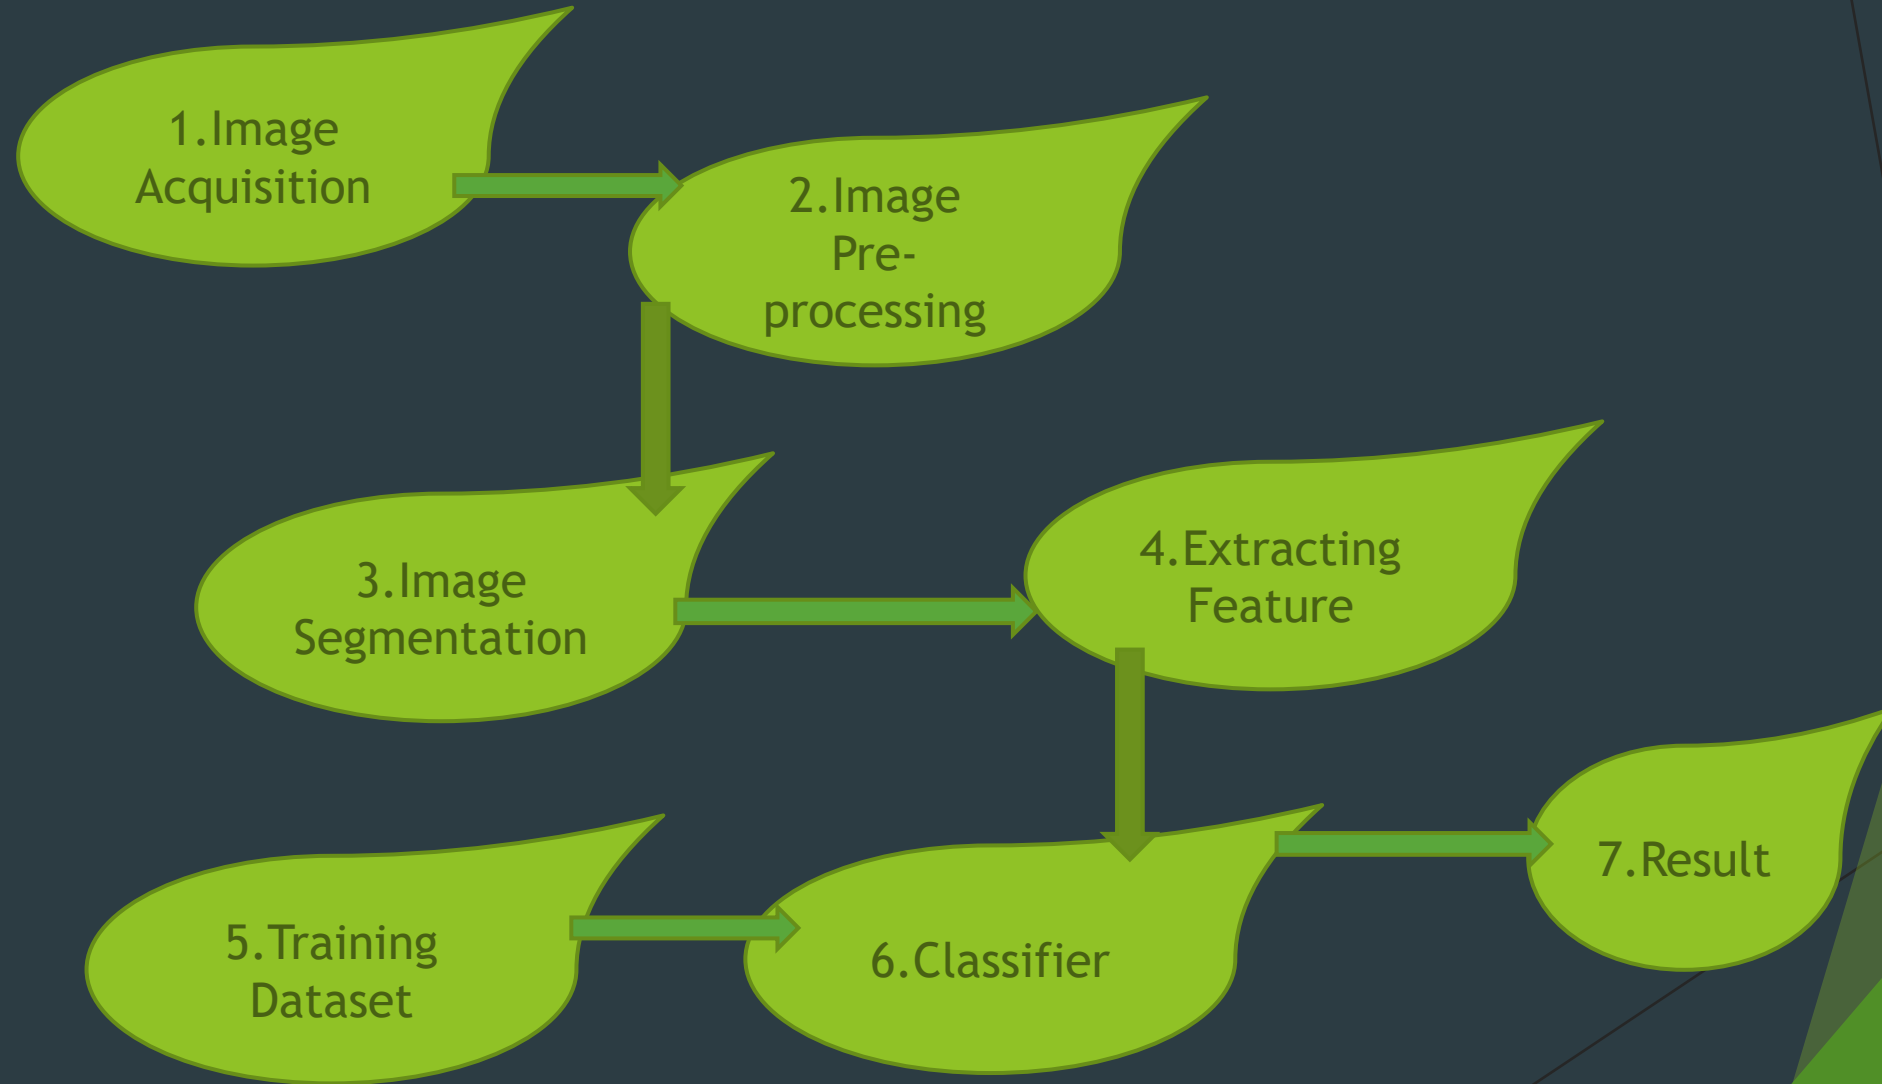 1.Image
Acquisition
2.Image
Pre-
processing
3.Image
Segmentation
4.Extracting
Feature
5.Training
Dataset
6.Classifier
7.Result